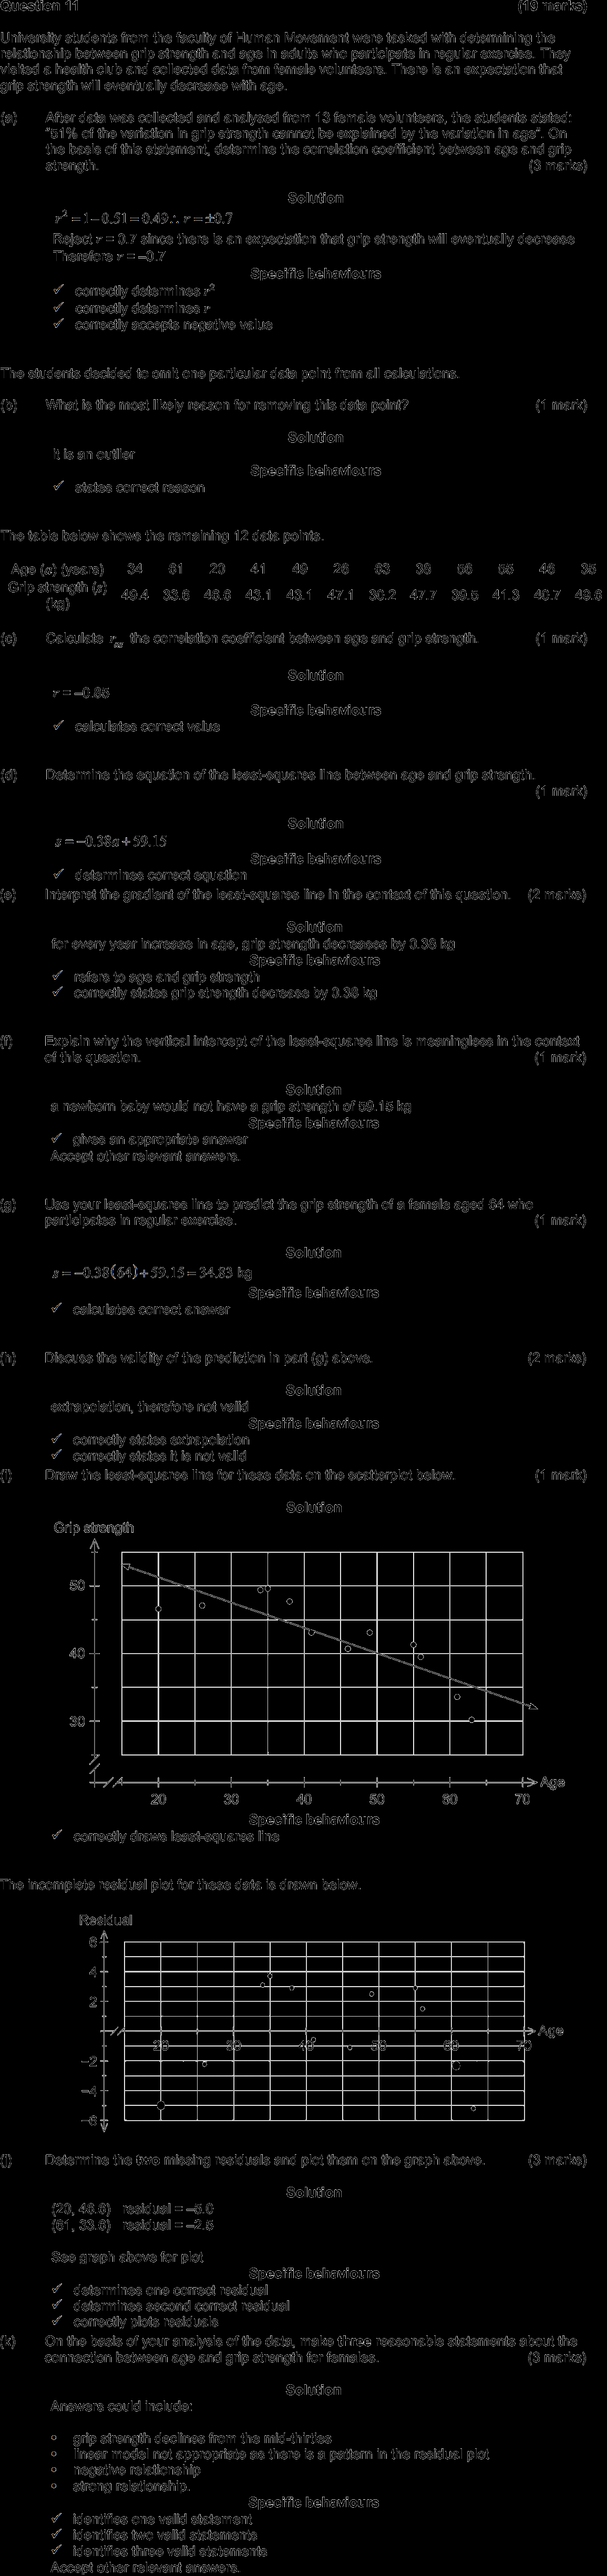 Question 11 (19 marks)
University students from the faculty of Human Movement were tasked with determining the
relationship between grip strength and age in adults who participate in regular exercise. They
visited a health club and collected data from female volunteers. There is an expectation that
grip strength will eventually decrease with age.
(a) After data was collected and analysed from 13 female volunteers, the students stated:
"51% of the variation in grip strength cannot be explained by the variation in age". On
the basis of this statement, determine the correlation coefficient between age and grip
strength. (3 marks)
Solution
r² = 1 – 0.51 = 0.49 ∴ r = ±0.7
Reject r = 0.7 since there is an expectation that grip strength will eventually decrease
Therefore r = –0.7
Specific behaviours
✓ correctly determines r²
✓ correctly determines r
✓ correctly accepts negative value
The students decided to omit one particular data point from all calculations.
(b) What is the most likely reason for removing this data point? (1 mark)
Solution
It is an outlier
Specific behaviours
✓ states correct reason
The table below shows the remaining 12 data points.
Age (a) (years) 34 61 20 41 49 26 63 38 56 55 46 35
Grip strength (s)
(kg) 49.4 33.6 46.6 43.1 43.1 47.1 30.2 47.7 39.5 41.3 40.7 49.6
(c) Calculate r_as the correlation coefficient between age and grip strength. (1 mark)
Solution
r = –0.85
Specific behaviours
✓ calculates correct value
(d) Determine the equation of the least-squares line between age and grip strength.
(1 mark)
Solution
s = –0.38a + 59.15
Specific behaviours
✓ determines correct equation
(e) Interpret the gradient of the least-squares line in the context of this question. (2 marks)
Solution
for every year increase in age, grip strength decreases by 0.38 kg
Specific behaviours
✓ refers to age and grip strength
✓ correctly states grip strength decrease by 0.38 kg
(f) Explain why the vertical intercept of the least-squares line is meaningless in the context
of this question. (1 mark)
Solution
a newborn baby would not have a grip strength of 59.15 kg
Specific behaviours
✓ gives an appropriate answer
Accept other relevant answers.
(g) Use your least-squares line to predict the grip strength of a female aged 64 who
participates in regular exercise. (1 mark)
Solution
s = –0.38(64) + 59.15 = 34.83 kg
Specific behaviours
✓ calculates correct answer
(h) Discuss the validity of the prediction in part (g) above. (2 marks)
Solution
extrapolation, therefore not valid
Specific behaviours
✓ correctly states extrapolation
✓ correctly states it is not valid
(i) Draw the least-squares line for these data on the scatterplot below. (1 mark)
Solution
Grip strength
50
40
30
Age
20 30 40 50 60 70
Specific behaviours
✓ correctly draws least-squares line
The incomplete residual plot for these data is drawn below.
Residual
6
4
2
Age
20 30 40 50 60 70
–2
–4
–6
(j) Determine the two missing residuals and plot them on the graph above. (3 marks)
Solution
(20, 46.6) residual = –5.0
(61, 33.6) residual = –2.5
See graph above for plot
Specific behaviours
✓ determines one correct residual
✓ determines second correct residual
✓ correctly plots residuals
(k) On the basis of your analysis of the data, make three reasonable statements about the
connection between age and grip strength for females. (3 marks)
Solution
Answers could include:
• grip strength declines from the mid-thirties
• linear model not appropriate as there is a pattern in the residual plot
• negative relationship
• strong relationship.
Specific behaviours
✓ identifies one valid statement
✓ identifies two valid statements
✓ identifies three valid statements
Accept other relevant answers.